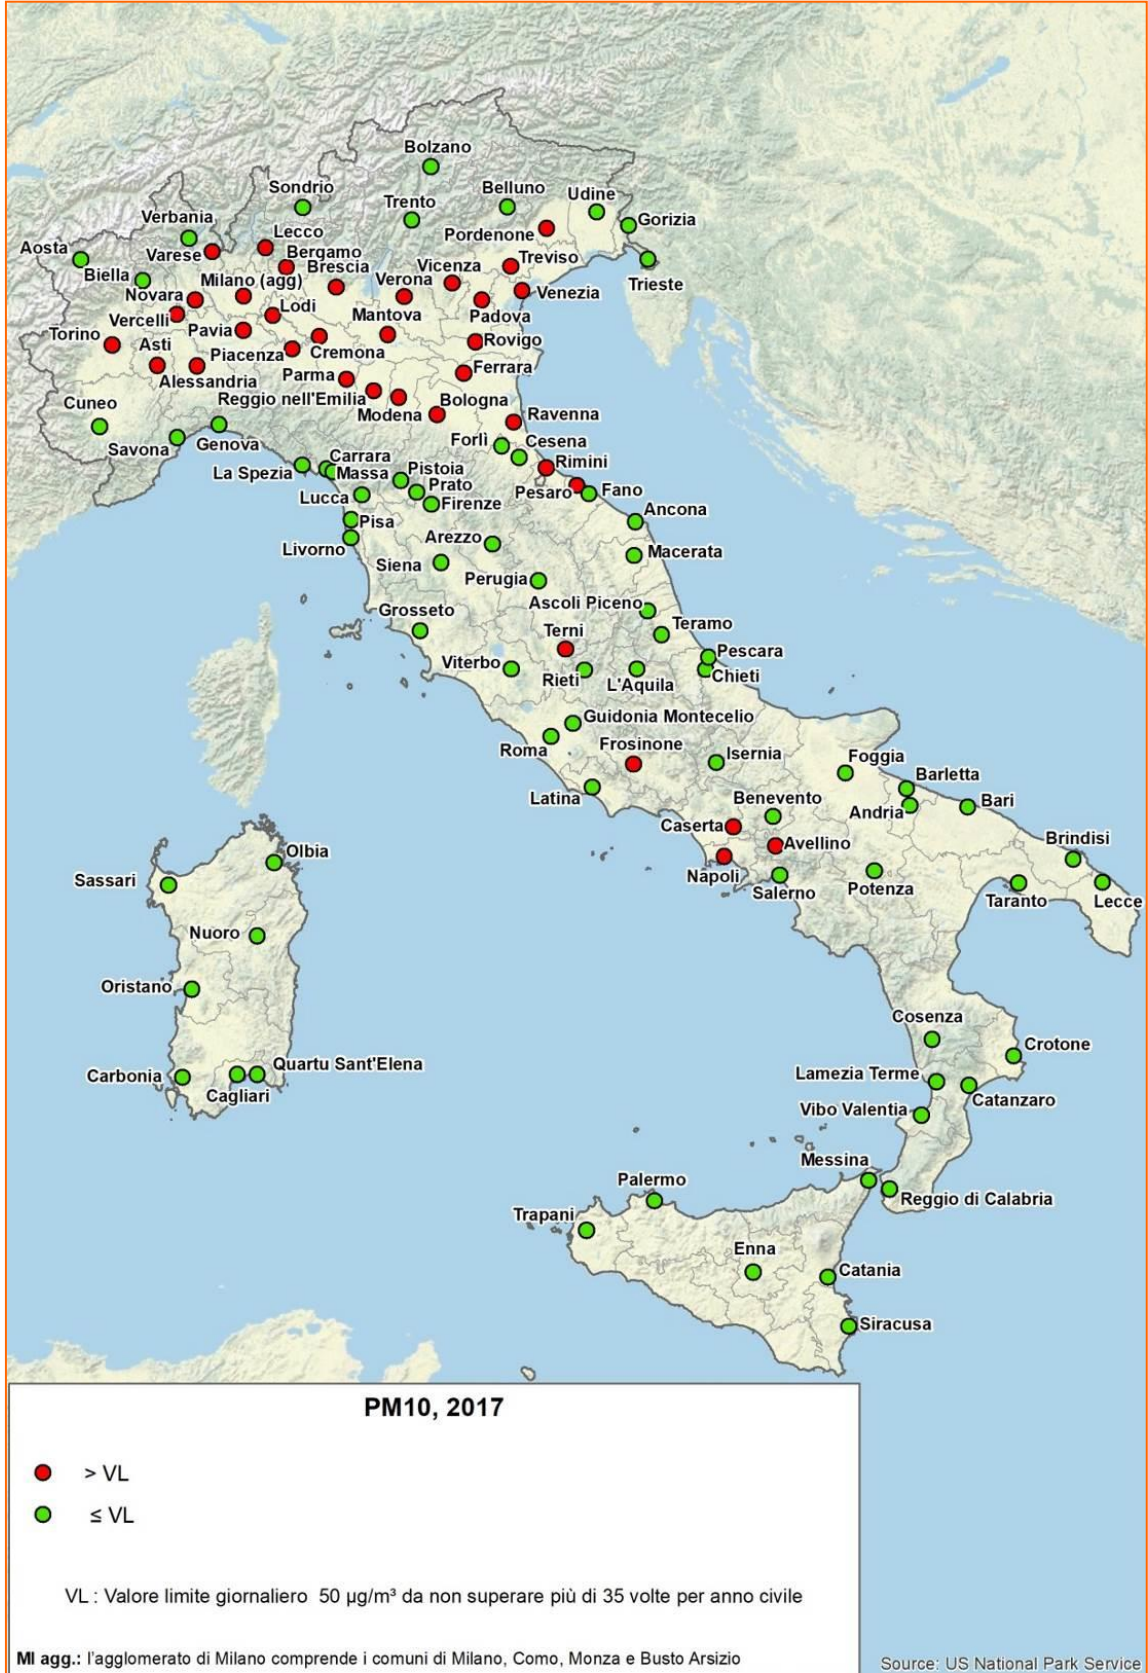 Bolzano
Sondrio
Trento
Belluno
Udine
Verbania
Gorizia
Aosta
Lecco
Pordenone
Varese
Bergamo
Treviso
Biella
Milano (agg)
Brescia
Verona
Vicenza
Trieste
Novara
Venezia
Lodi
Mantova
Padova
Vercelli
Torino
Pavia
Rovigo
Asti
Piacenza
Cremona
Ferrara
Alessandria
Parma
Reggio nell'Emilia
Bologna
Cuneo
Modena
Ravenna
Savona
Genova
Forlì
Cesena
Carrara
Rimini
La Spezia
Massa
Pistoia
Prato
Pesaro
Fano
Lucca
Firenze
Ancona
Pisa
Arezzo
Livorno
Macerata
Siena
Perugia
Ascoli Piceno
Grosseto
Teramo
Terni
Pescara
Viterbo
Rieti
L'Aquila
Chieti
Guidonia Montecelio
Roma
Frosinone
Isernia
Foggia
Barletta
Latina
Benevento
Andria
Bari
Caserta
Avellino
Brindisi
Olbia
Napoli
Sassari
Salerno
Potenza
Taranto
Lecce
Nuoro
Oristano
Cosenza
Crotone
Quartu Sant'Elena
Carbonia
Cagliari
Lamezia Terme
Catanzaro
Vibo Valentia
Messina
Palermo
Reggio di Calabria
Trapani
Enna
Catania
Siracusa
PM10, 2017
> VL
≤ VL
VL : Valore limite giornaliero 50 µg/m³ da non superare più di 35 volte per anno civile
MI agg.: l'agglomerato di Milano comprende i comuni di Milano, Como, Monza e Busto Arsizio
Source: US National Park Service